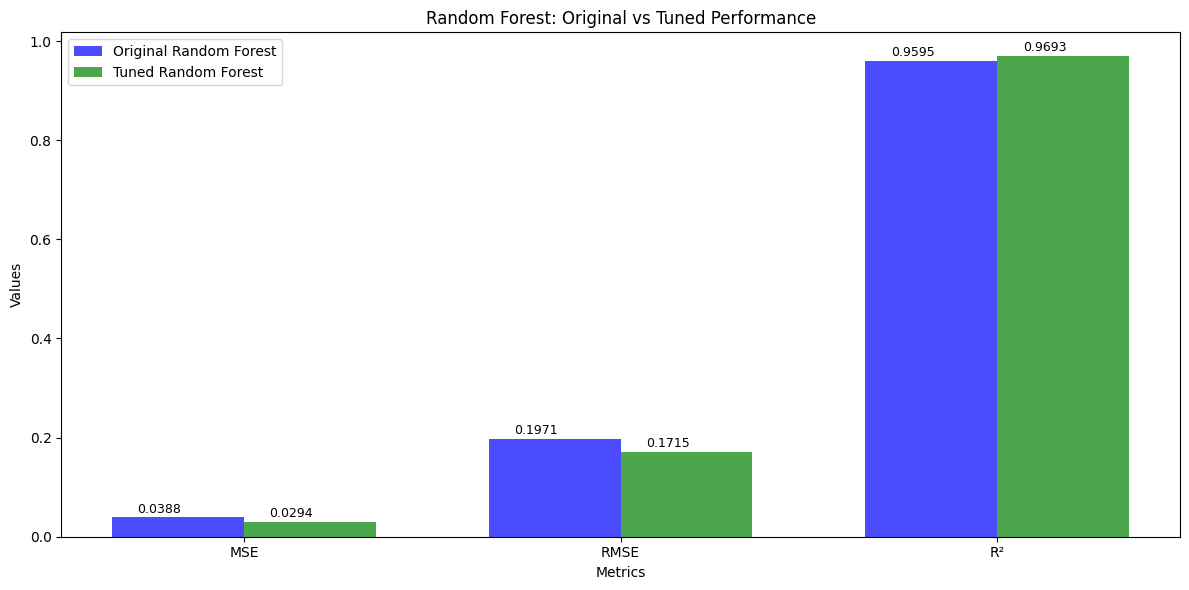 Random Forest: Original vs Tuned Performance
Original Random Forest
Tuned Random Forest
Values
1.0
0.8
0.6
0.4
0.2
0.0
0.0388
0.0294
0.1971
0.1715
0.9595
0.9693
MSE
RMSE
R²
Metrics